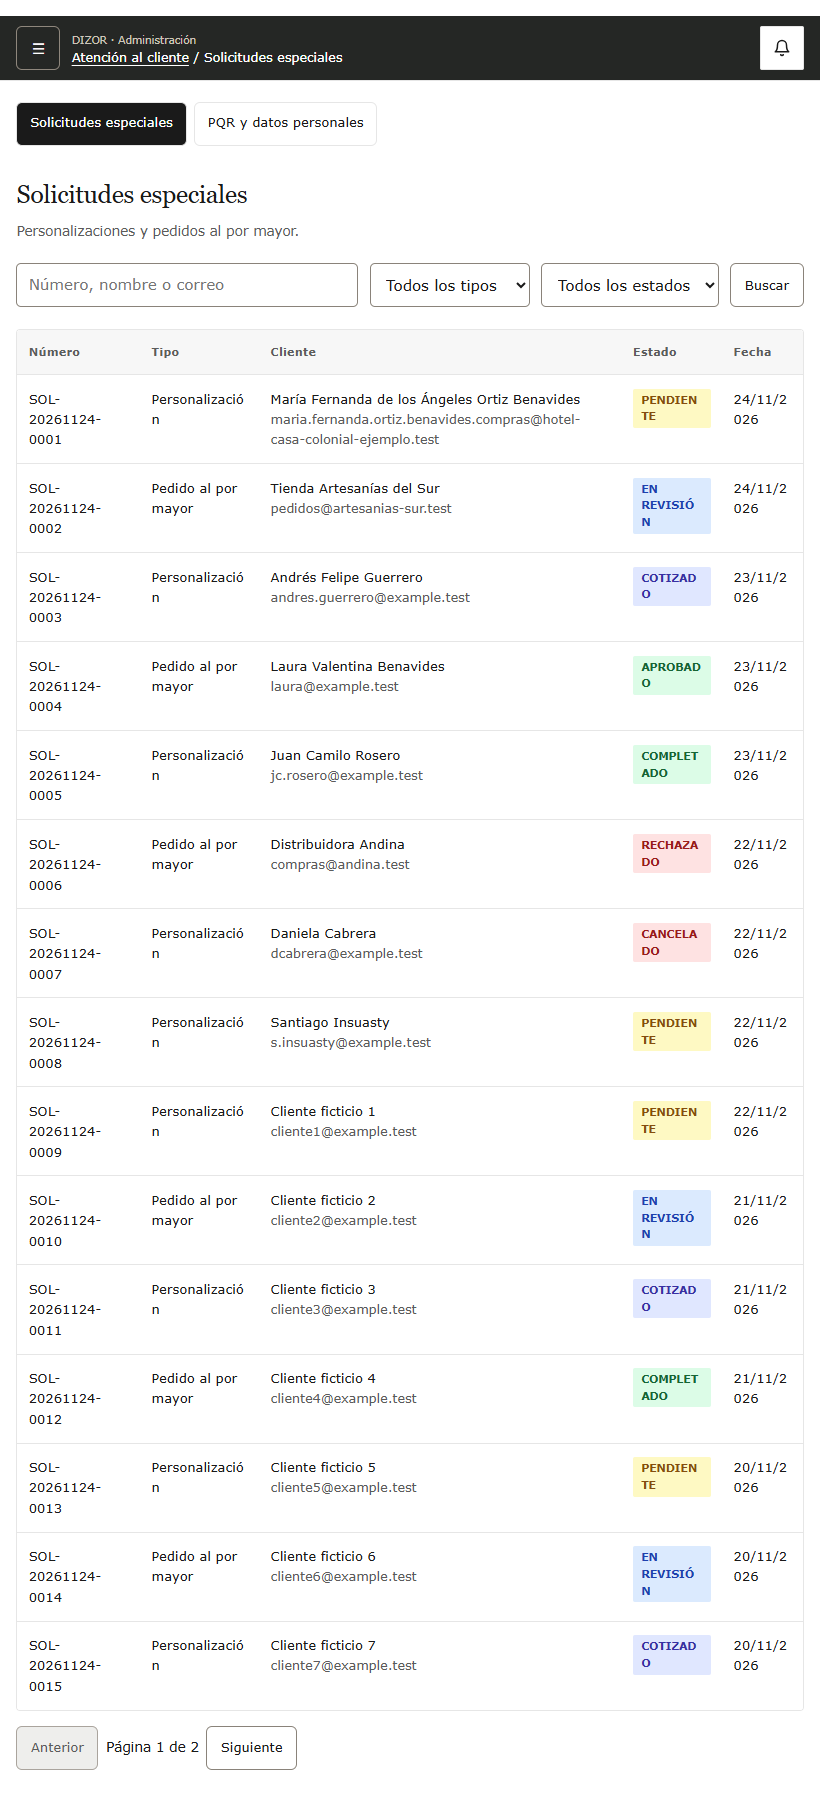 DIZOR · Administración
Atención al cliente / Solicitudes especiales
Solicitudes especiales
PQR y datos personales
Solicitudes especiales
Personalizaciones y pedidos al por mayor.
Número, nombre o correo
Todos los tipos
Todos los estados
Buscar
Número Tipo Cliente Estado Fecha
SOL- Personalizació María Fernanda de los Ángeles Ortiz Benavides PENDIEN 24/11/2
20261124- n maria.fernanda.ortiz.benavides.compras@hotel- TE 026
0001 casa-colonial-ejemplo.test
SOL- Pedido al por Tienda Artesanías del Sur EN 24/11/2
20261124- mayor pedidos@artesanias-sur.test REVISIÓ 026
0002 N
SOL- Personalizació Andrés Felipe Guerrero COTIZAD 23/11/2
20261124- n andres.guerrero@example.test O 026
0003
SOL- Pedido al por Laura Valentina Benavides APROBAD 23/11/2
20261124- mayor laura@example.test O 026
0004
SOL- Personalizació Juan Camilo Rosero COMPLET 23/11/2
20261124- n jc.rosero@example.test ADO 026
0005
SOL- Pedido al por Distribuidora Andina RECHAZA 22/11/2
20261124- mayor compras@andina.test DO 026
0006
SOL- Personalizació Daniela Cabrera CANCELA 22/11/2
20261124- n dcabrera@example.test DO 026
0007
SOL- Personalizació Santiago Insuasty PENDIEN 22/11/2
20261124- n s.insuasty@example.test TE 026
0008
SOL- Personalizació Cliente ficticio 1 PENDIEN 22/11/2
20261124- n cliente1@example.test TE 026
0009
SOL- Pedido al por Cliente ficticio 2 EN 21/11/2
20261124- mayor cliente2@example.test REVISIÓ 026
0010 N
SOL- Personalizació Cliente ficticio 3 COTIZAD 21/11/2
20261124- n cliente3@example.test O 026
0011
SOL- Pedido al por Cliente ficticio 4 COMPLET 21/11/2
20261124- mayor cliente4@example.test ADO 026
0012
SOL- Personalizació Cliente ficticio 5 PENDIEN 20/11/2
20261124- n cliente5@example.test TE 026
0013
SOL- Pedido al por Cliente ficticio 6 EN 20/11/2
20261124- mayor cliente6@example.test REVISIÓ 026
0014 N
SOL- Personalizació Cliente ficticio 7 COTIZAD 20/11/2
20261124- n cliente7@example.test O 026
0015
Anterior Página 1 de 2 Siguiente